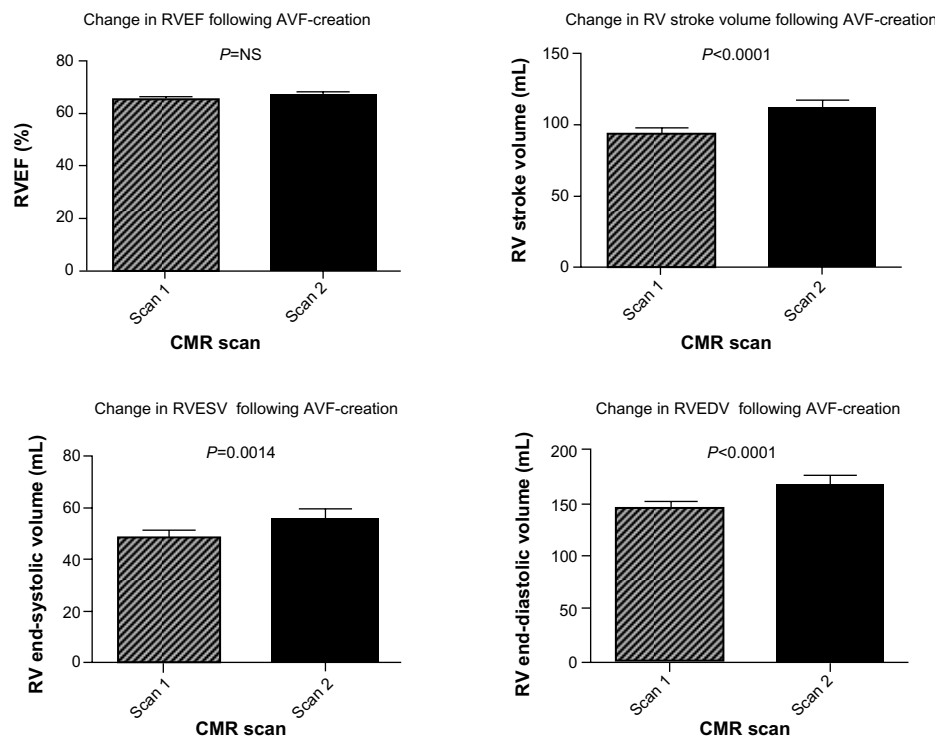 Change in RVEF following AVF-creation
P=NS
80
60
40
20
0
RVEF (%)
Scan 1
Scan 2
CMR scan
Change in RV stroke volume following AVF-creation
P<0.0001
150
100
50
0
RV stroke volume (mL)
Scan 1
Scan 2
CMR scan
Change in RVESV following AVF-creation
P=0.0014
80
60
40
20
0
RV end-systolic volume (mL)
Scan 1
Scan 2
CMR scan
Change in RVEDV following AVF-creation
P<0.0001
200
150
100
50
0
RV end-diastolic volume (mL)
Scan 1
Scan 2
CMR scan